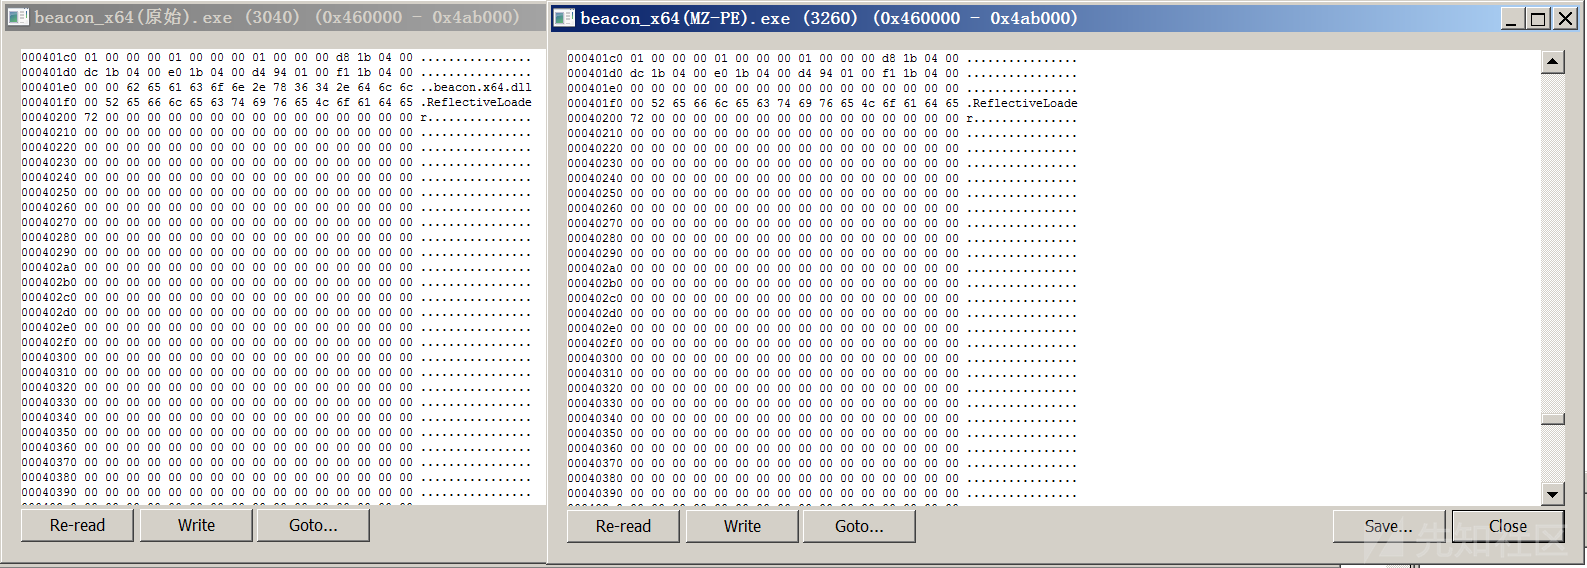 beacon_x64(原始).exe (3040) (0x460000 - 0x4ab000)
000401c0 01 00 00 00 01 00 00 00 01 00 00 00 d8 1b 04 00 ................
000401d0 dc 1b 04 00 e0 1b 04 00 d4 94 01 00 f1 1b 04 00 ................
000401e0 00 00 62 65 61 63 6f 6e 2e 78 36 34 2e 64 6c 6c ..beacon.x64.dll
000401f0 00 52 65 66 6c 65 63 74 69 76 65 4c 6f 61 64 65 .ReflectiveLoade
00040200 72 00 00 00 00 00 00 00 00 00 00 00 00 00 00 00 r...............
00040210 00 00 00 00 00 00 00 00 00 00 00 00 00 00 00 00 ................
00040220 00 00 00 00 00 00 00 00 00 00 00 00 00 00 00 00 ................
00040230 00 00 00 00 00 00 00 00 00 00 00 00 00 00 00 00 ................
00040240 00 00 00 00 00 00 00 00 00 00 00 00 00 00 00 00 ................
00040250 00 00 00 00 00 00 00 00 00 00 00 00 00 00 00 00 ................
00040260 00 00 00 00 00 00 00 00 00 00 00 00 00 00 00 00 ................
00040270 00 00 00 00 00 00 00 00 00 00 00 00 00 00 00 00 ................
00040280 00 00 00 00 00 00 00 00 00 00 00 00 00 00 00 00 ................
00040290 00 00 00 00 00 00 00 00 00 00 00 00 00 00 00 00 ................
000402a0 00 00 00 00 00 00 00 00 00 00 00 00 00 00 00 00 ................
000402b0 00 00 00 00 00 00 00 00 00 00 00 00 00 00 00 00 ................
000402c0 00 00 00 00 00 00 00 00 00 00 00 00 00 00 00 00 ................
000402d0 00 00 00 00 00 00 00 00 00 00 00 00 00 00 00 00 ................
000402e0 00 00 00 00 00 00 00 00 00 00 00 00 00 00 00 00 ................
000402f0 00 00 00 00 00 00 00 00 00 00 00 00 00 00 00 00 ................
00040300 00 00 00 00 00 00 00 00 00 00 00 00 00 00 00 00 ................
00040310 00 00 00 00 00 00 00 00 00 00 00 00 00 00 00 00 ................
00040320 00 00 00 00 00 00 00 00 00 00 00 00 00 00 00 00 ................
00040330 00 00 00 00 00 00 00 00 00 00 00 00 00 00 00 00 ................
00040340 00 00 00 00 00 00 00 00 00 00 00 00 00 00 00 00 ................
00040350 00 00 00 00 00 00 00 00 00 00 00 00 00 00 00 00 ................
00040360 00 00 00 00 00 00 00 00 00 00 00 00 00 00 00 00 ................
00040370 00 00 00 00 00 00 00 00 00 00 00 00 00 00 00 00 ................
00040380 00 00 00 00 00 00 00 00 00 00 00 00 00 00 00 00 ................
00040390 00 00 00 00 00 00 00 00 00 00 00 00 00 00 00 00 ................
Re-read Write Goto...
beacon_x64(MZ-PE).exe (3260) (0x460000 - 0x4ab000)
000401c0 01 00 00 00 01 00 00 00 01 00 00 00 d8 1b 04 00 ................
000401d0 dc 1b 04 00 e0 1b 04 00 d4 94 01 00 f1 1b 04 00 ................
000401e0 00 00 00 00 00 00 00 00 00 00 00 00 00 00 00 00 ................
000401f0 00 52 65 66 6c 65 63 74 69 76 65 4c 6f 61 64 65 .ReflectiveLoade
00040200 72 00 00 00 00 00 00 00 00 00 00 00 00 00 00 00 r...............
00040210 00 00 00 00 00 00 00 00 00 00 00 00 00 00 00 00 ................
00040220 00 00 00 00 00 00 00 00 00 00 00 00 00 00 00 00 ................
00040230 00 00 00 00 00 00 00 00 00 00 00 00 00 00 00 00 ................
00040240 00 00 00 00 00 00 00 00 00 00 00 00 00 00 00 00 ................
00040250 00 00 00 00 00 00 00 00 00 00 00 00 00 00 00 00 ................
00040260 00 00 00 00 00 00 00 00 00 00 00 00 00 00 00 00 ................
00040270 00 00 00 00 00 00 00 00 00 00 00 00 00 00 00 00 ................
00040280 00 00 00 00 00 00 00 00 00 00 00 00 00 00 00 00 ................
00040290 00 00 00 00 00 00 00 00 00 00 00 00 00 00 00 00 ................
000402a0 00 00 00 00 00 00 00 00 00 00 00 00 00 00 00 00 ................
000402b0 00 00 00 00 00 00 00 00 00 00 00 00 00 00 00 00 ................
000402c0 00 00 00 00 00 00 00 00 00 00 00 00 00 00 00 00 ................
000402d0 00 00 00 00 00 00 00 00 00 00 00 00 00 00 00 00 ................
000402e0 00 00 00 00 00 00 00 00 00 00 00 00 00 00 00 00 ................
000402f0 00 00 00 00 00 00 00 00 00 00 00 00 00 00 00 00 ................
00040300 00 00 00 00 00 00 00 00 00 00 00 00 00 00 00 00 ................
00040310 00 00 00 00 00 00 00 00 00 00 00 00 00 00 00 00 ................
00040320 00 00 00 00 00 00 00 00 00 00 00 00 00 00 00 00 ................
00040330 00 00 00 00 00 00 00 00 00 00 00 00 00 00 00 00 ................
00040340 00 00 00 00 00 00 00 00 00 00 00 00 00 00 00 00 ................
00040350 00 00 00 00 00 00 00 00 00 00 00 00 00 00 00 00 ................
00040360 00 00 00 00 00 00 00 00 00 00 00 00 00 00 00 00 ................
00040370 00 00 00 00 00 00 00 00 00 00 00 00 00 00 00 00 ................
00040380 00 00 00 00 00 00 00 00 00 00 00 00 00 00 00 00 ................
00040390 00 00 00 00 00 00 00 00 00 00 00 00 00 00 00 00 ................
Re-read Write Goto... Save... Close
先知社区